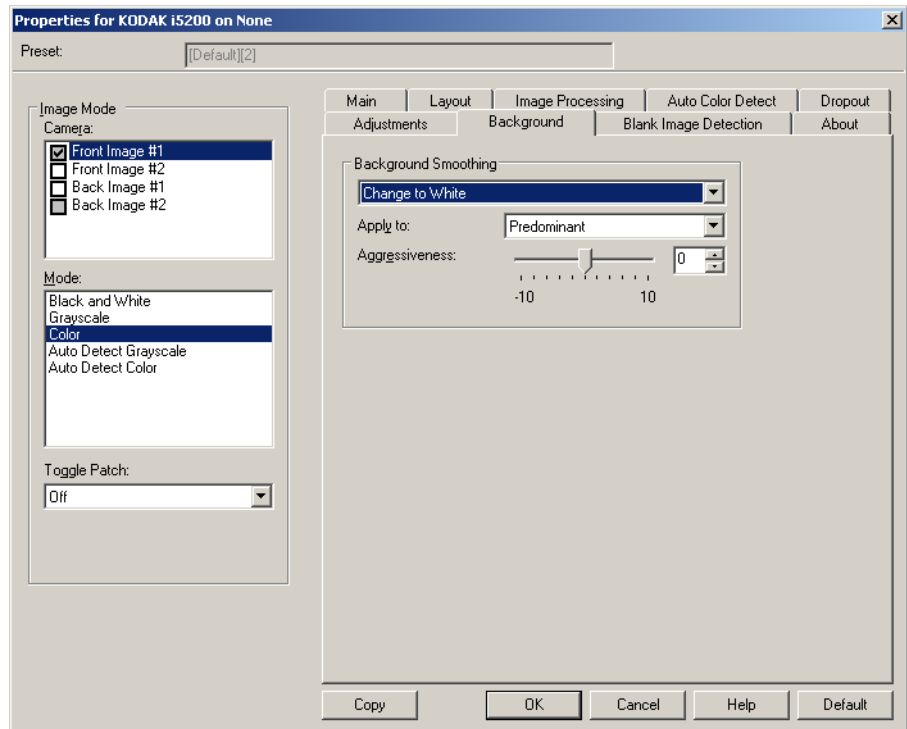 Properties for KODAK i5200 on None
Preset:
[Default][2]
Image Mode
Camera:
Front Image #1
Front Image #2
Back Image #1
Back Image #2
Mode:
Black and White
Grayscale
Color
Auto Detect Grayscale
Auto Detect Color
Toggle Patch:
Off
Main Layout Image Processing Auto Color Detect Dropout
Adjustments Background Blank Image Detection About
Background Smoothing
Change to White
Apply to: Predominant
Aggressiveness: 0
-10 10
Copy OK Cancel Help Default